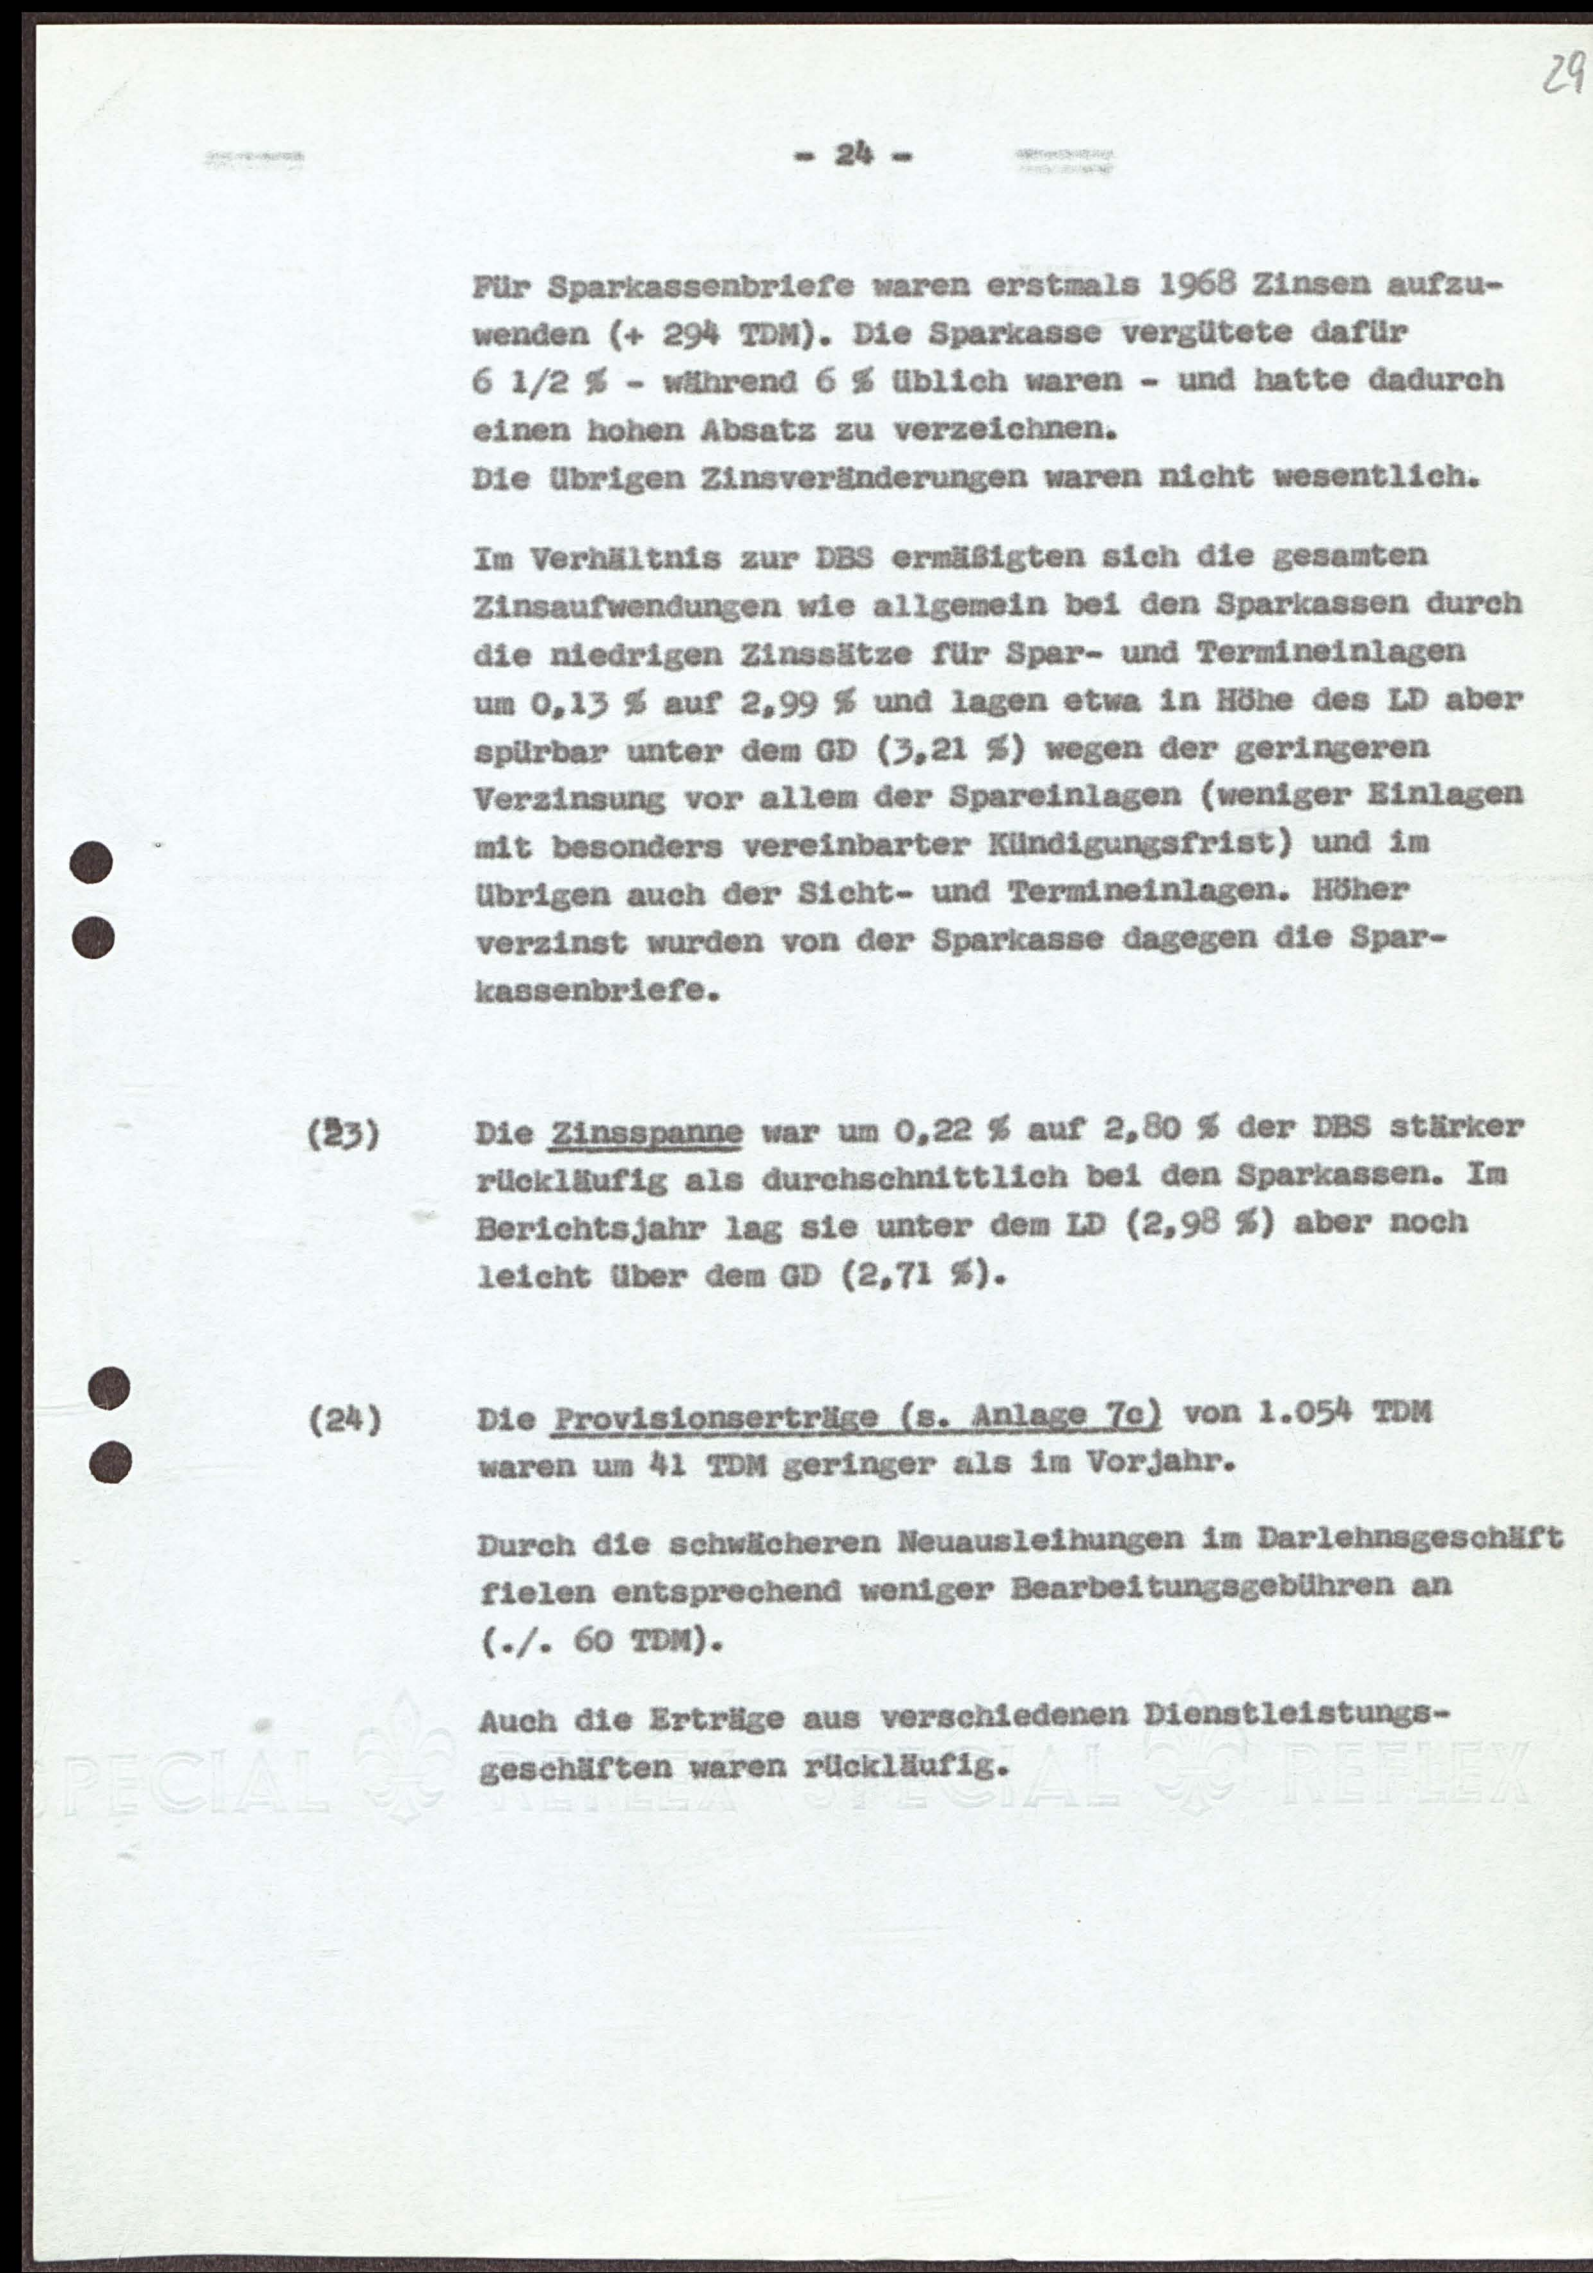 29
- 24 -
Für Sparkassenbriefe waren erstmals 1968 Zinsen aufzu-
wenden (+ 294 TDM). Die Sparkasse vergütete dafür
6 1/2 % - während 6 % üblich waren - und hatte dadurch
einen hohen Absatz zu verzeichnen.
Die übrigen Zinsveränderungen waren nicht wesentlich.
Im Verhältnis zur DBS ermäßigten sich die gesamten
Zinsaufwendungen wie allgemein bei den Sparkassen durch
die niedrigen Zinssätze für Spar- und Termineinlagen
um 0,13 % auf 2,99 % und lagen etwa in Höhe des LD aber
spürbar unter dem GD (3,21 %) wegen der geringeren
Verzinsung vor allem der Spareinlagen (weniger Einlagen
mit besonders vereinbarter Kündigungsfrist) und im
übrigen auch der Sicht- und Termineinlagen. Höher
verzinst wurden von der Sparkasse dagegen die Spar-
kassenbriefe.
(23) Die Zinsspanne war um 0,22 % auf 2,80 % der DBS stärker
rückläufig als durchschnittlich bei den Sparkassen. Im
Berichtsjahr lag sie unter dem LD (2,98 %) aber noch
leicht über dem GD (2,71 %).
(24) Die Provisionserträge (s. Anlage 7c) von 1.054 TDM
waren um 41 TDM geringer als im Vorjahr.
Durch die schwächeren Neuausleihungen im Darlehnsgeschäft
fielen entsprechend weniger Bearbeitungsgebühren an
(./. 60 TDM).
Auch die Erträge aus verschiedenen Dienstleistungs-
geschäften waren rückläufig.
SPECIAL REFLEX SPECIAL REFLEX